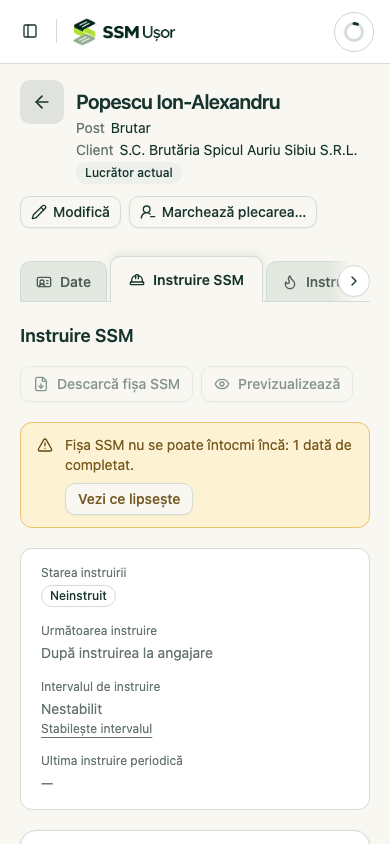 SSM Ușor
Popescu Ion-Alexandru
Post Brutar
Client S.C. Brutăria Spicul Auriu Sibiu S.R.L.
Lucrător actual
Modifică
Marchează plecarea...
Date
Instruire SSM
Instru
Instruire SSM
Descarcă fișa SSM
Previzualizează
Fișa SSM nu se poate întocmi încă: 1 dată de
completat.
Vezi ce lipsește
Starea instruirii
Neinstruit
Următoarea instruire
După instruirea la angajare
Intervalul de instruire
Nestabilit
Stabilește intervalul
Ultima instruire periodică
—